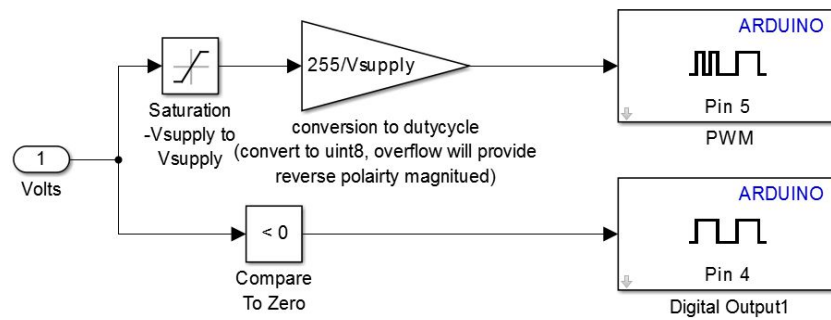 ARDUINO
255/Vsupply
Pin 5
Saturation
-Vsupply to
Vsupply
conversion to dutycycle
(convert to uint8, overflow will provide
reverse polairty magnitued)
PWM
1
Volts
ARDUINO
< 0
Pin 4
Compare
To Zero
Digital Output1